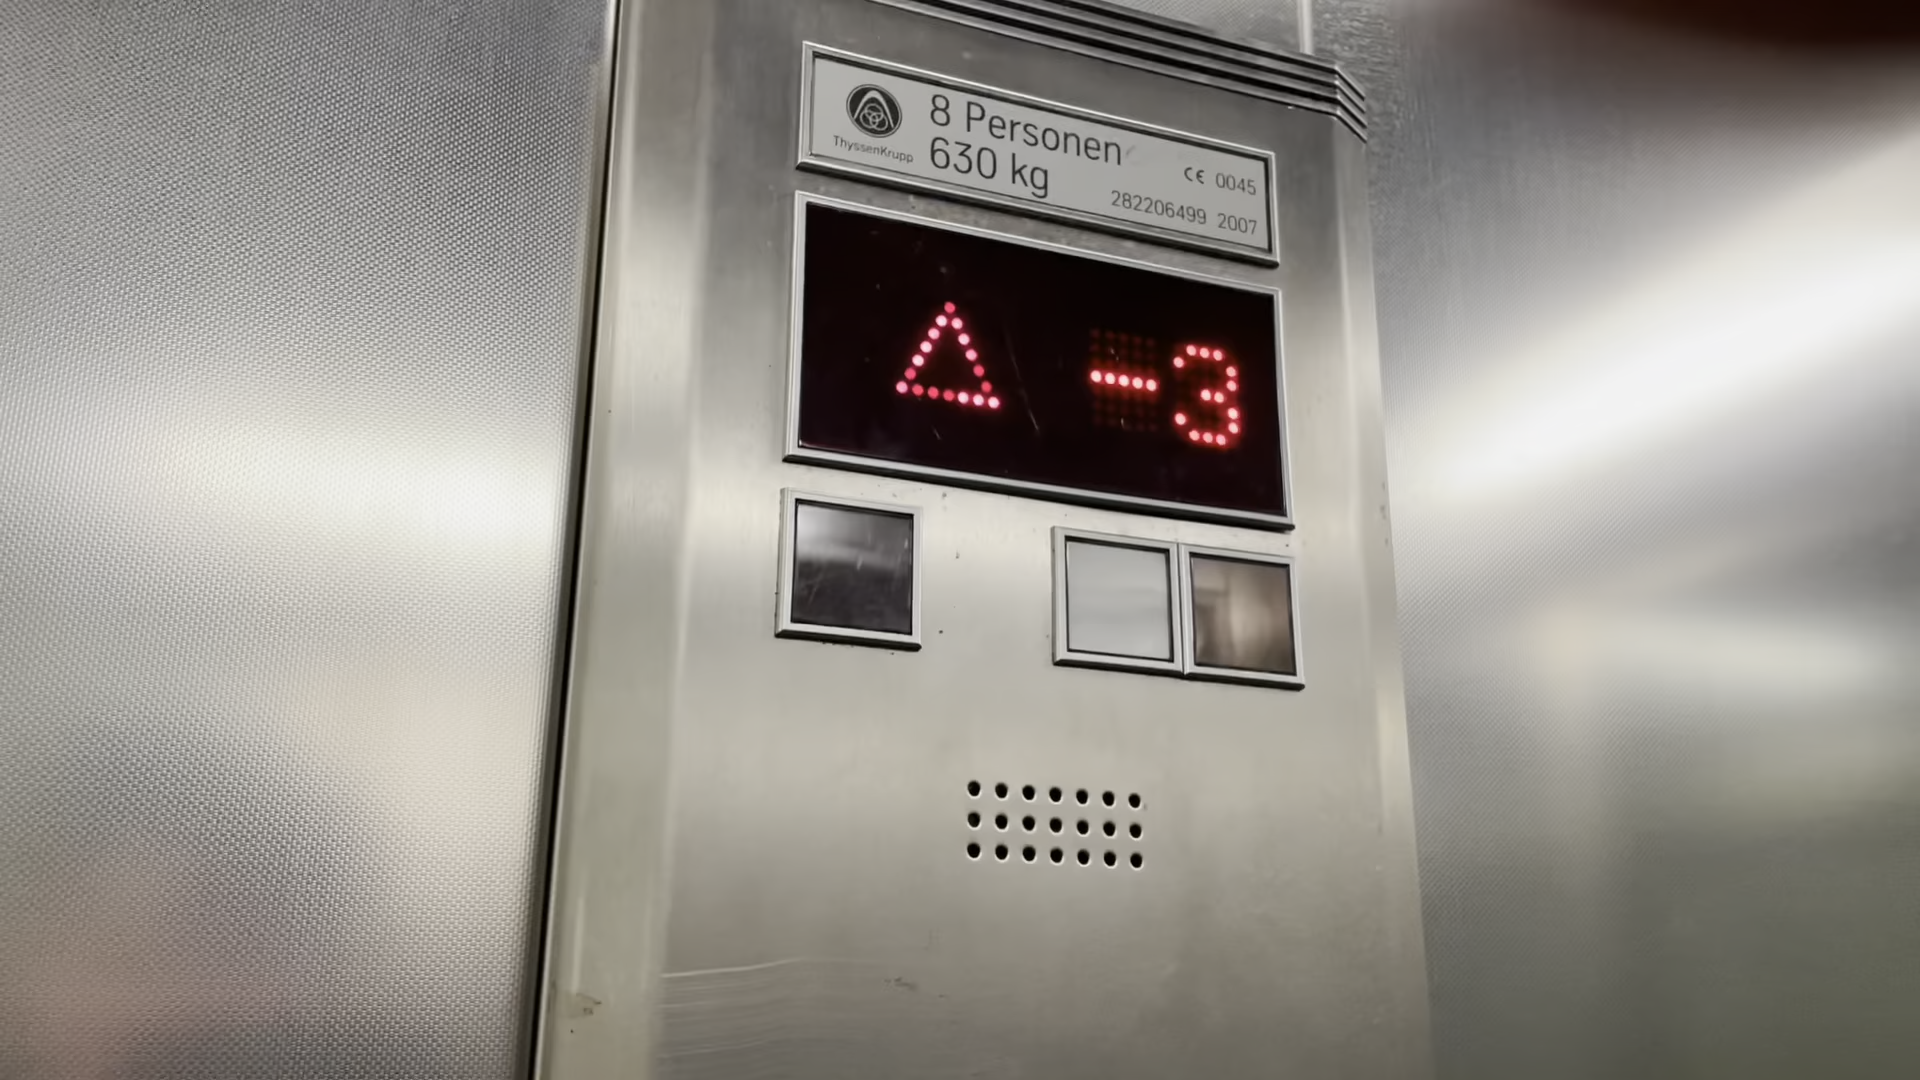 ThyssenKrupp
8 Personen
630 kg
CE 0045
282206499 2007
-3